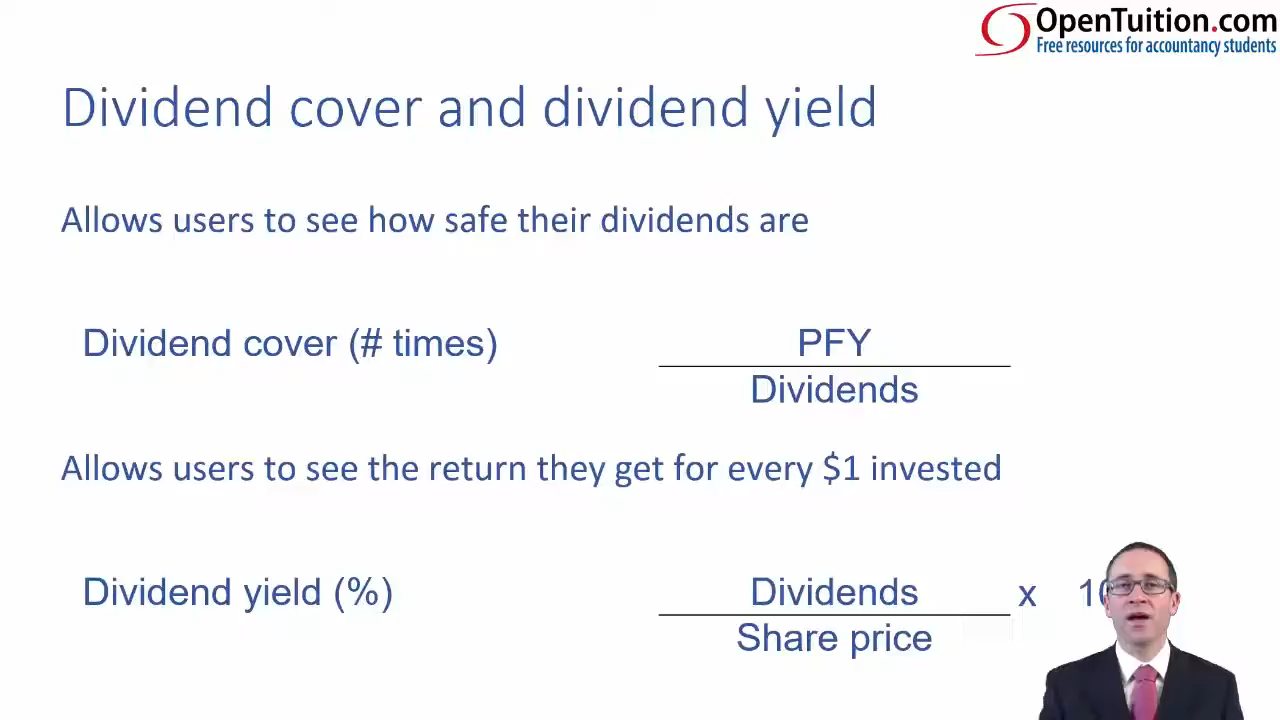 OpenTuition.com
Free resources for accountancy students
Dividend cover and dividend yield
Allows users to see how safe their dividends are
Dividend cover (# times)
PFY
Dividends
Allows users to see the return they get for every $1 invested
Dividend yield (%)
Dividends
x
Share price